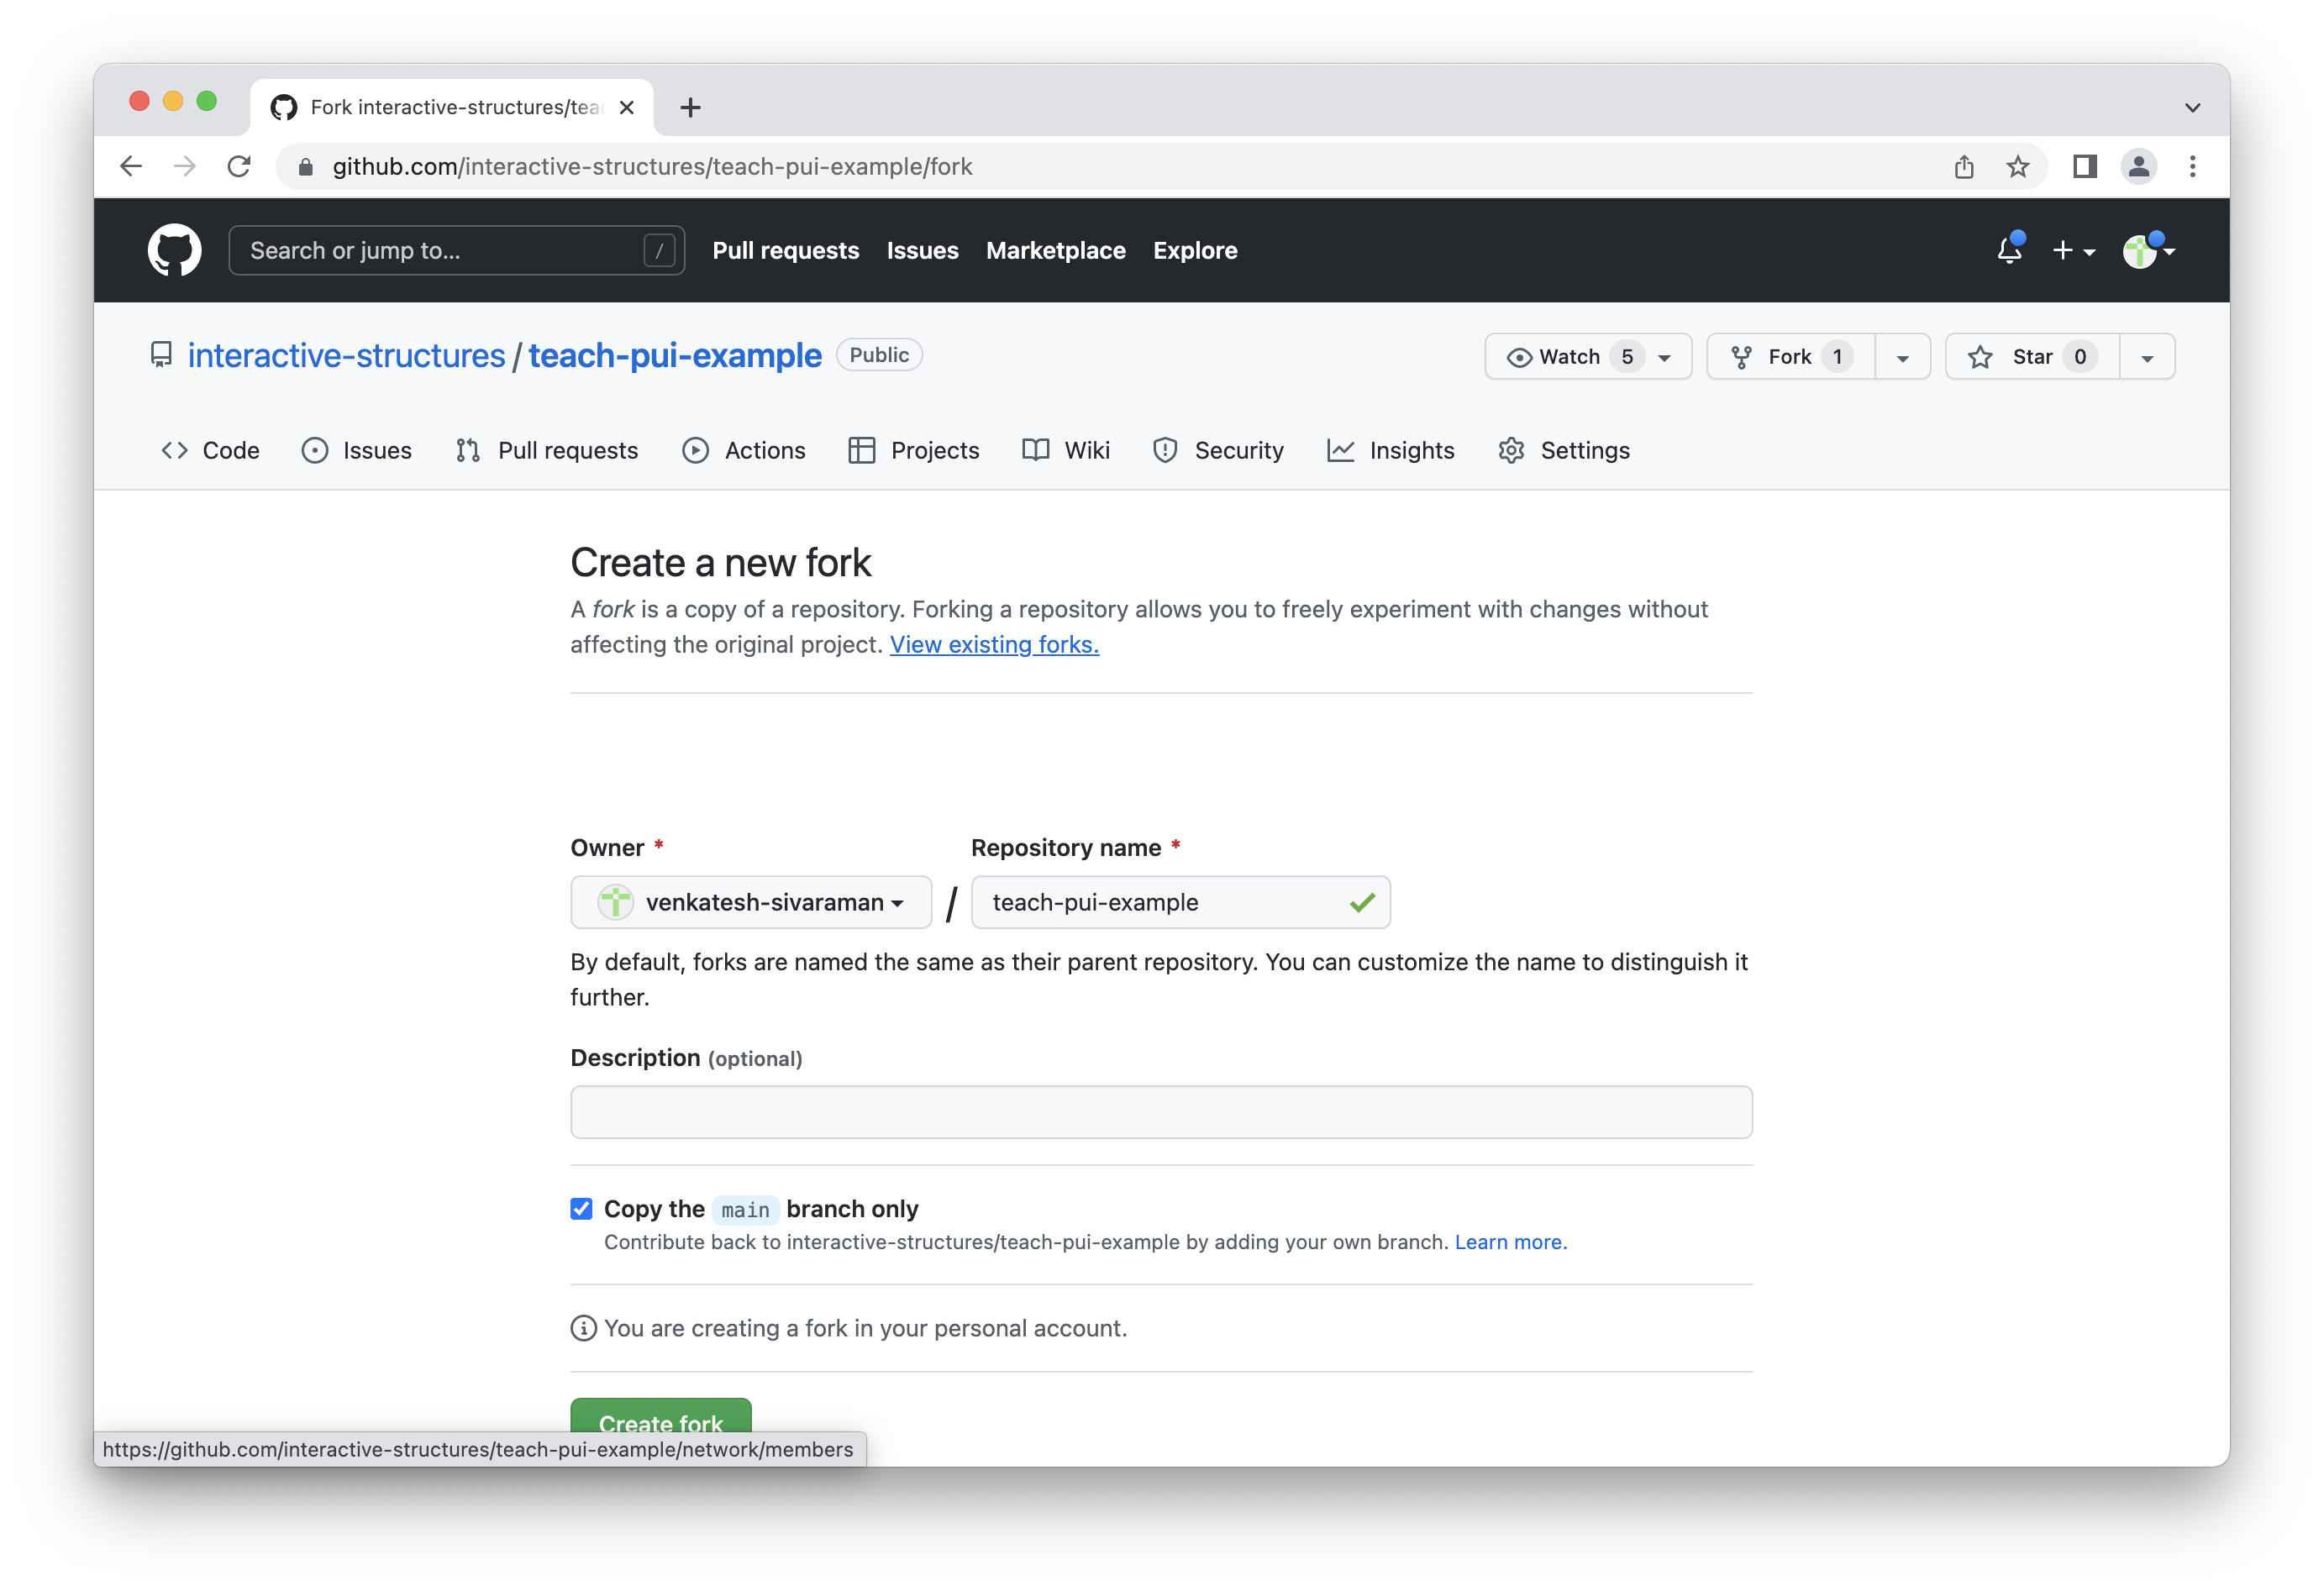 Fork interactive-structures/teac
github.com/interactive-structures/teach-pui-example/fork
Search or jump to... /
Pull requests Issues Marketplace Explore
interactive-structures / teach-pui-example Public
Watch 5 Fork 1 Star 0
Code Issues Pull requests Actions Projects Wiki Security Insights Settings
Create a new fork
A fork is a copy of a repository. Forking a repository allows you to freely experiment with changes without
affecting the original project. View existing forks.
Owner * Repository name *
venkatesh-sivaraman / teach-pui-example
By default, forks are named the same as their parent repository. You can customize the name to distinguish it
further.
Description (optional)
Copy the main branch only
Contribute back to interactive-structures/teach-pui-example by adding your own branch. Learn more.
You are creating a fork in your personal account.
Create fork
https://github.com/interactive-structures/teach-pui-example/network/members